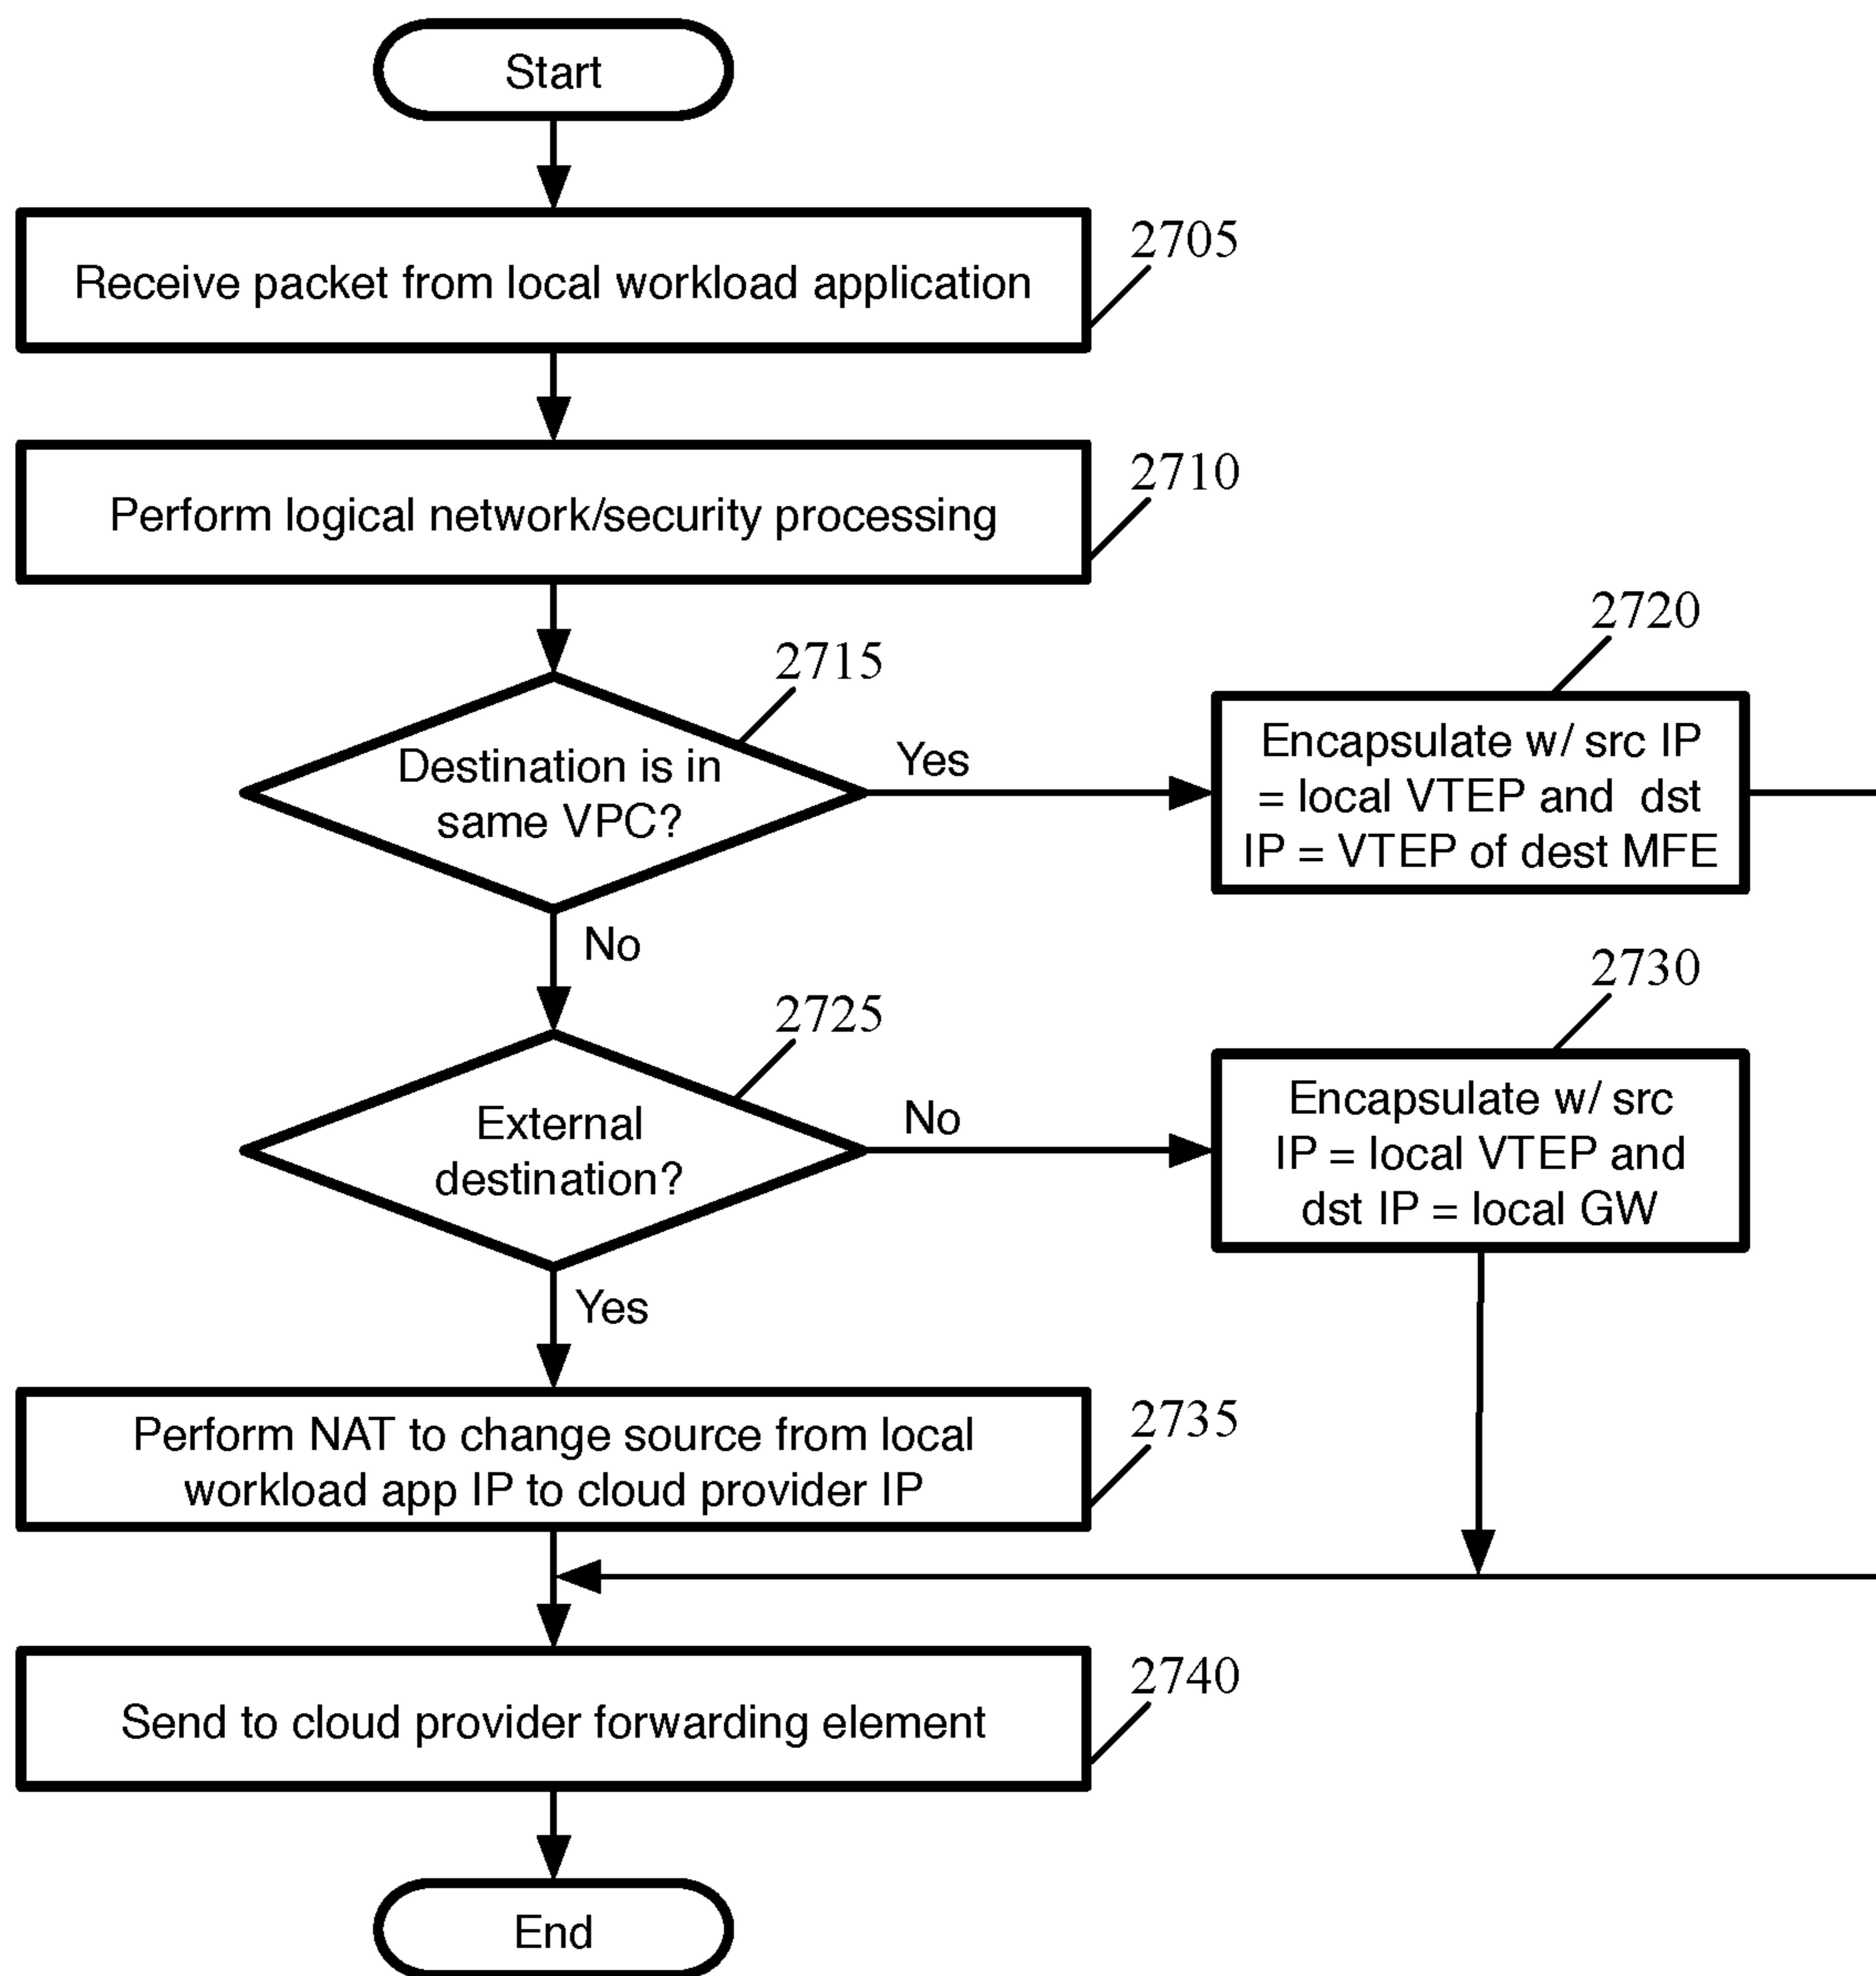 Start
2705
Receive packet from local workload application
2710
Perform logical network/security processing
2715
Destination is in
same VPC?
Yes
2720
Encapsulate w/ src IP
= local VTEP and dst
IP = VTEP of dest MFE
No
2725
External
destination?
No
2730
Encapsulate w/ src
IP = local VTEP and
dst IP = local GW
Yes
2735
Perform NAT to change source from local
workload app IP to cloud provider IP
2740
Send to cloud provider forwarding element
End